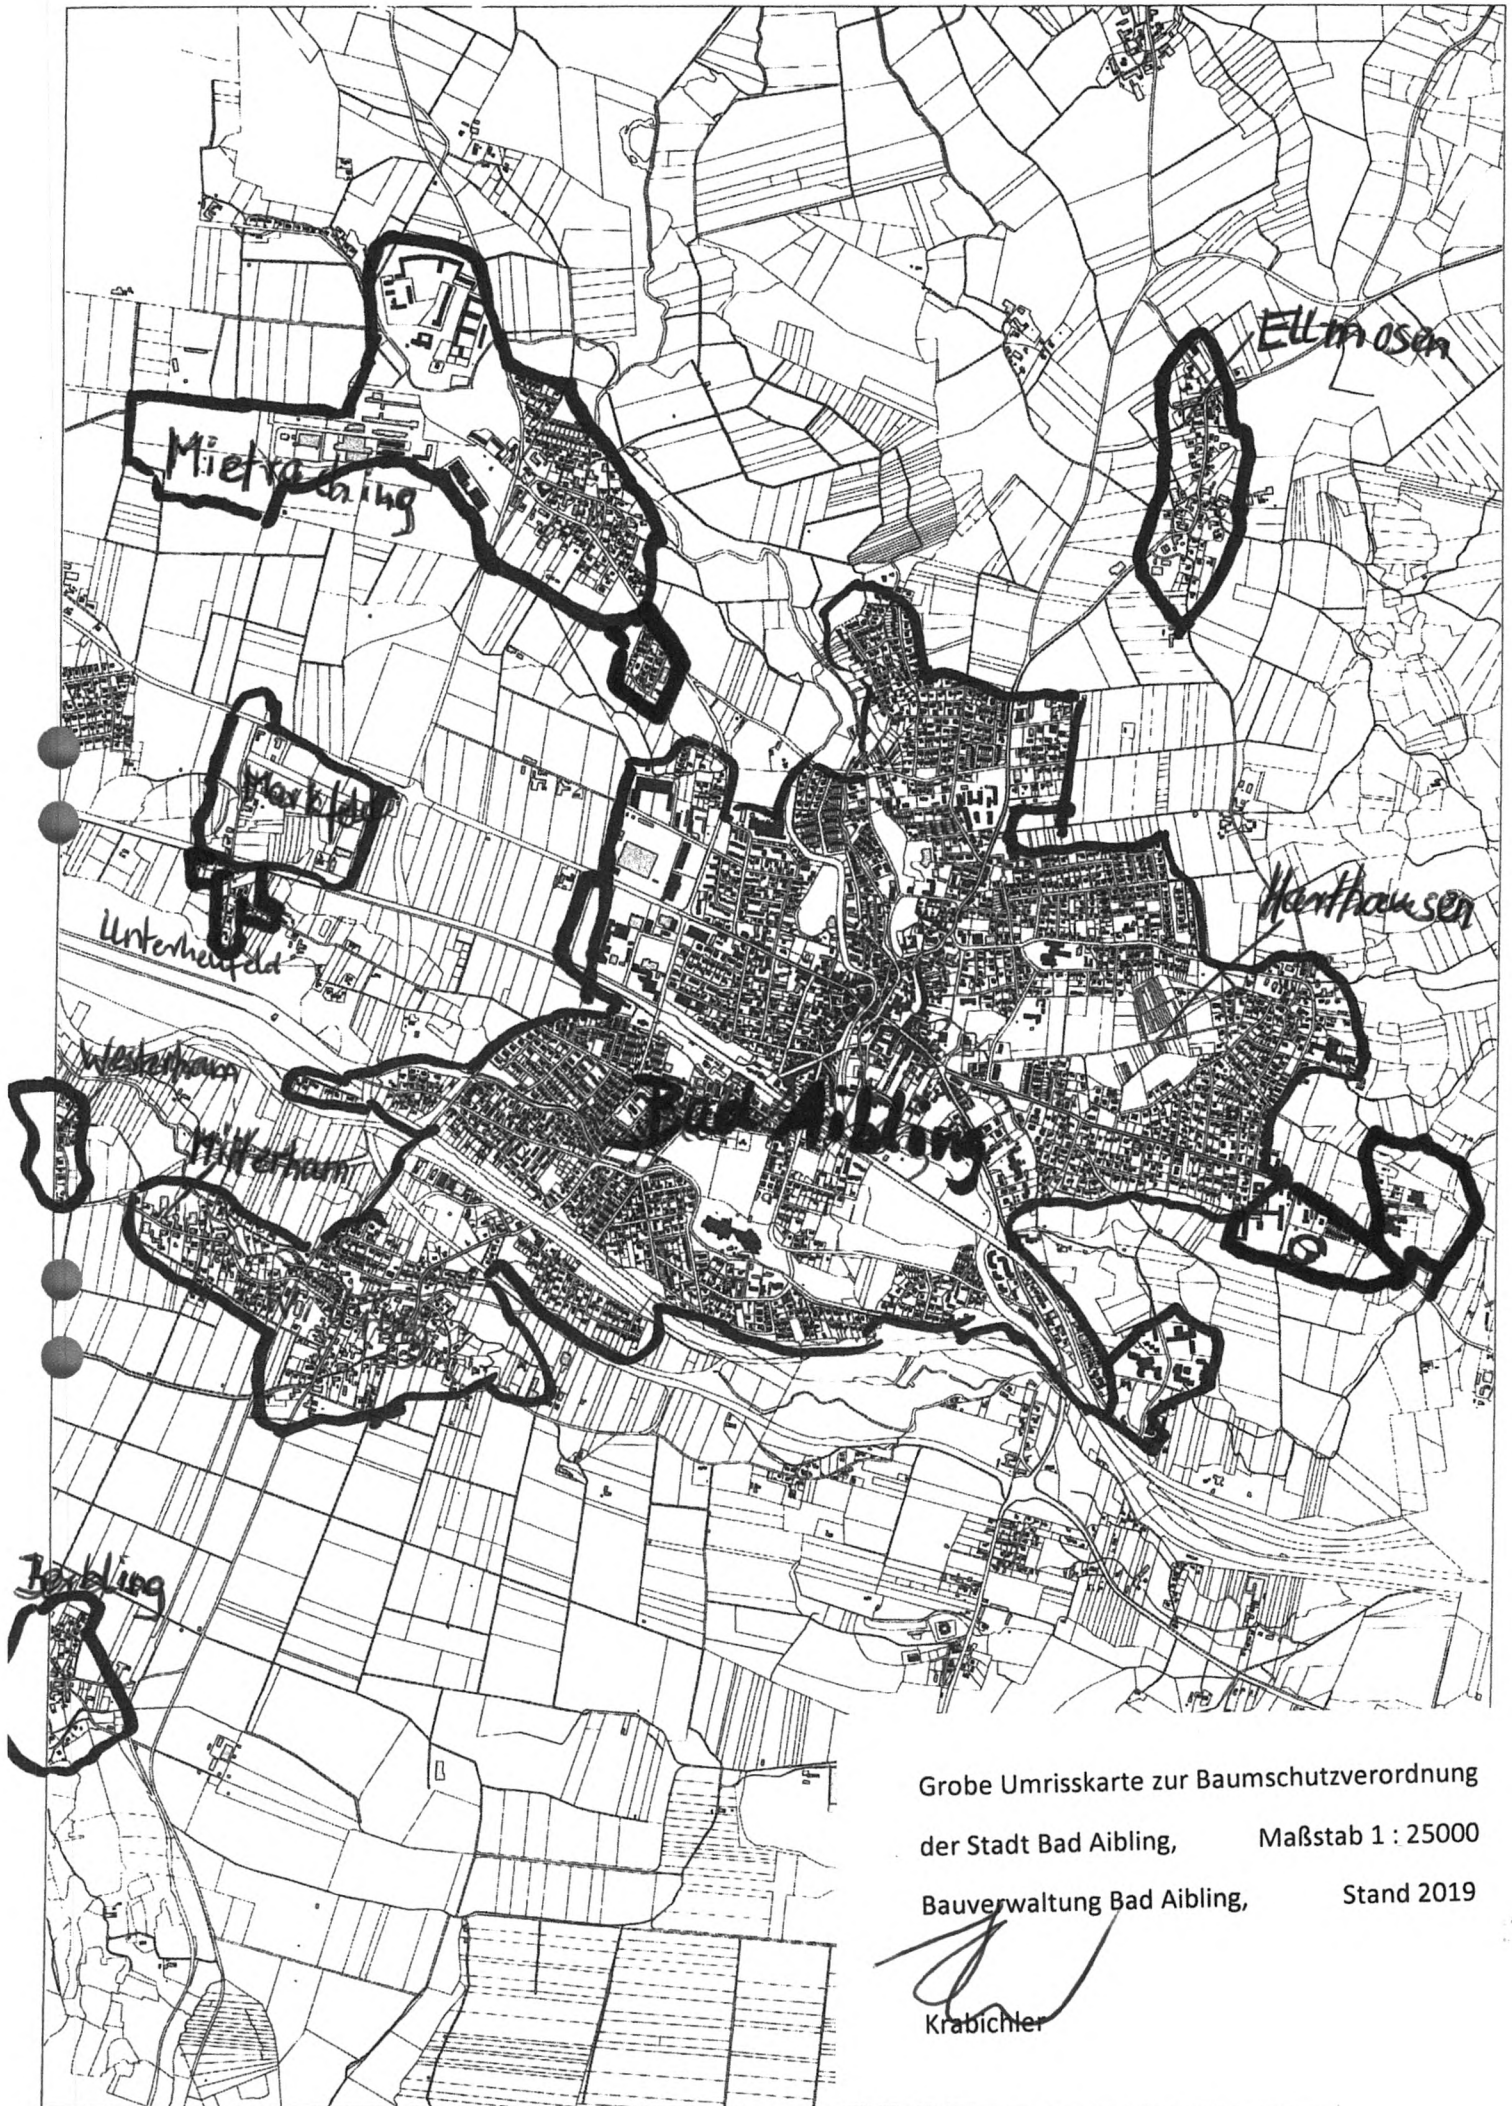 Ellmosen
Mietraching
Markfeld
Harthausen
Unterheufeld
Westerham
Bad Aibling
Mitterham
Berbling
Grobe Umrisskarte zur Baumschutzverordnung
der Stadt Bad Aibling, Maßstab 1 : 25000
Bauverwaltung Bad Aibling, Stand 2019
Krabichler